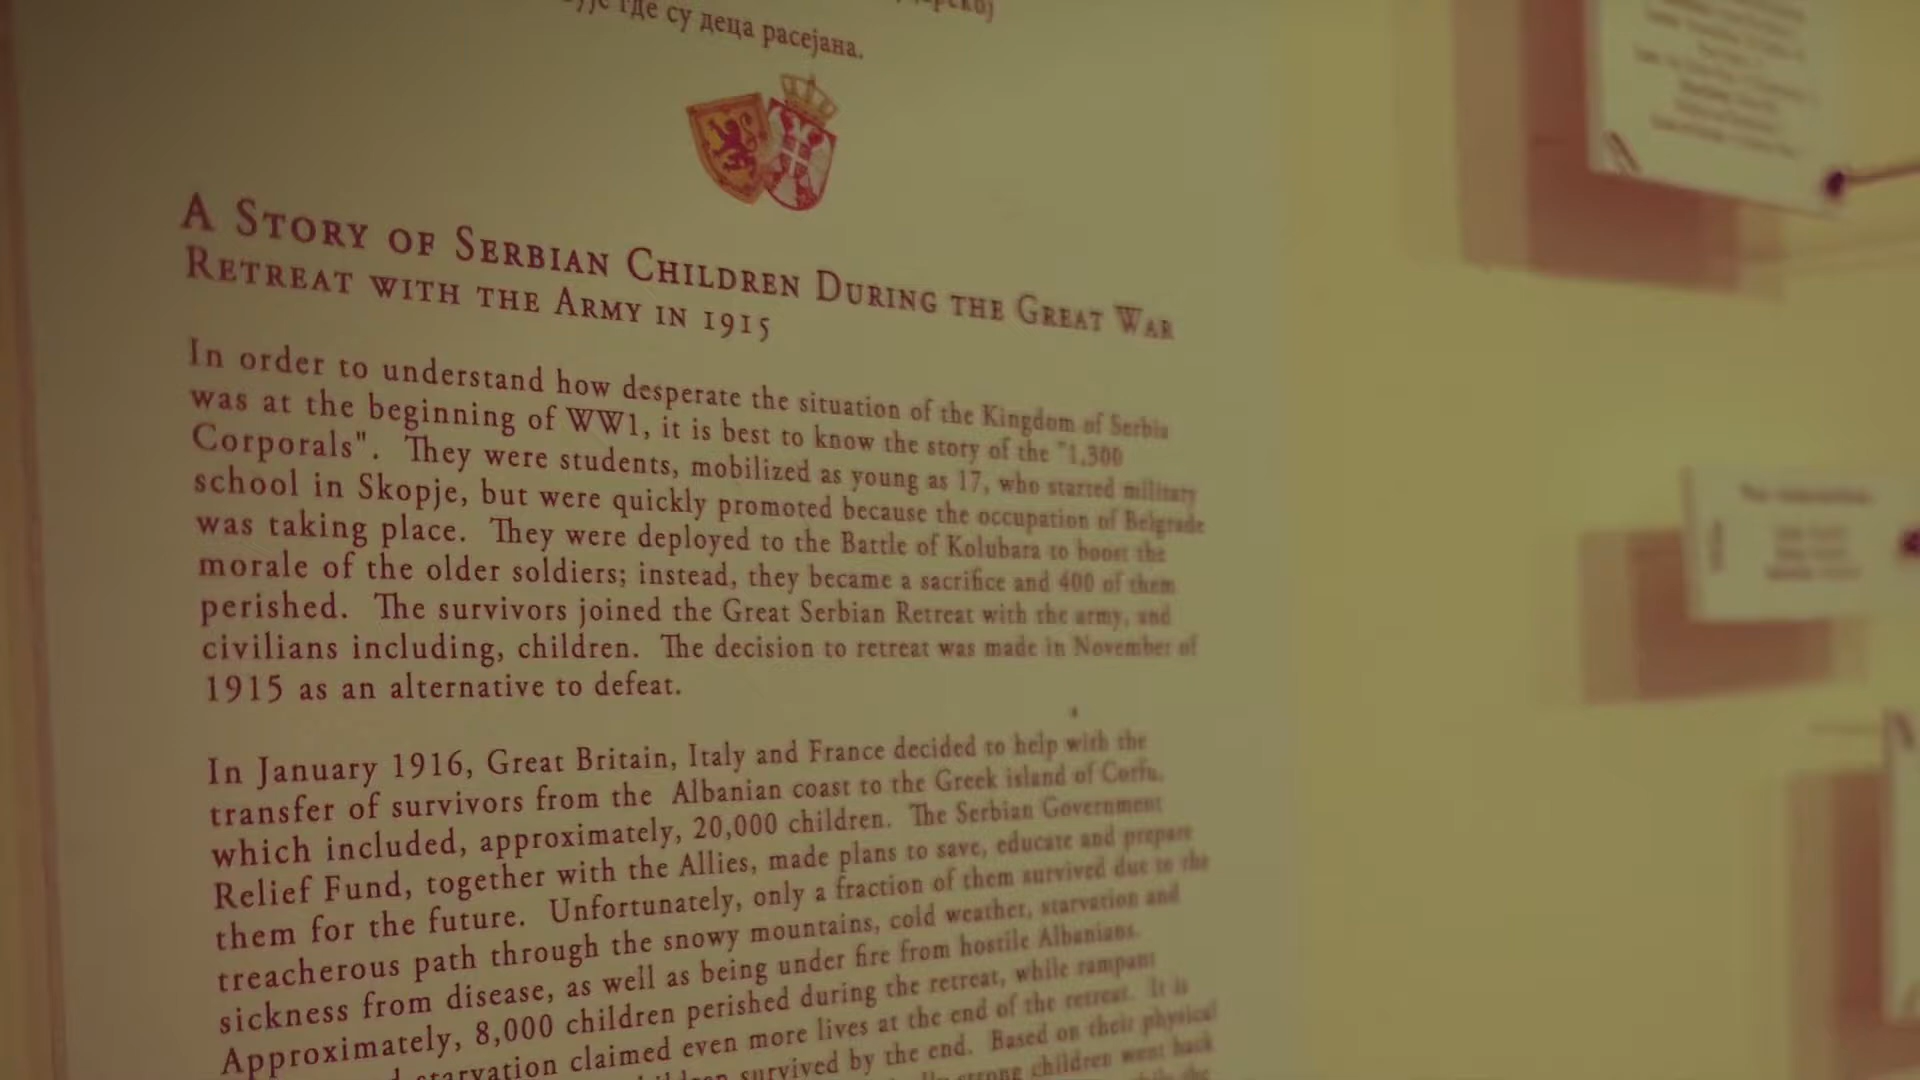 где су деца расејана.
A Story of Serbian Children During the Great War
Retreat with the Army in 1915
In order to understand how desperate the situation of the Kingdom of Serbia
was at the beginning of WW1, it is best to know the story of the "1,300
Corporals". They were students, mobilized as young as 17, who started military
school in Skopje, but were quickly promoted because the occupation of Belgrade
was taking place. They were deployed to the Battle of Kolubara to boost the
morale of the older soldiers; instead, they became a sacrifice and 400 of them
perished. The survivors joined the Great Serbian Retreat with the army, and
civilians including, children. The decision to retreat was made in November of
1915 as an alternative to defeat.
In January 1916, Great Britain, Italy and France decided to help with the
transfer of survivors from the Albanian coast to the Greek island of Corfu,
which included, approximately, 20,000 children. The Serbian Government
Relief Fund, together with the Allies, made plans to save, educate and prepare
them for the future. Unfortunately, only a fraction of them survived due to the
treacherous path through the snowy mountains, cold weather, starvation and
sickness from disease, as well as being under fire from hostile Albanians.
Approximately, 8,000 children perished during the retreat, while rampant
starvation claimed even more lives at the end of the retreat. It is
survived by the end. Based on their physical
strong children went back